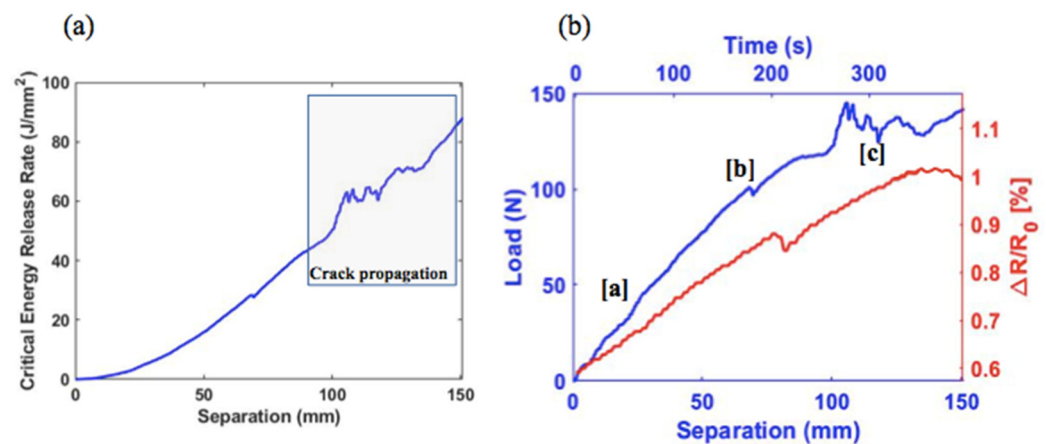 (a)
100
80
60
40
20
0
Critical Energy Release Rate (J/mm²)
Crack propagation
0 50 100 150
Separation (mm)
(b)
Time (s)
0 100 200 300
150
100
50
0
Load (N)
[a]
[b]
[c]
1.1
1
0.9
0.8
0.7
0.6
△R/R₀ [%]
0 50 100 150
Separation (mm)